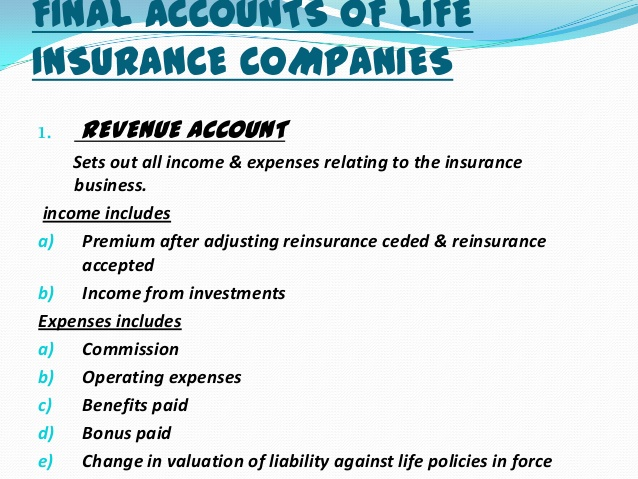 FINAL ACCOUNTS OF LIFE
INSURANCE COMPANIES
1. REVENUE ACCOUNT
Sets out all income & expenses relating to the insurance
business.
income includes
a) Premium after adjusting reinsurance ceded & reinsurance
accepted
b) Income from investments
Expenses includes
a) Commission
b) Operating expenses
c) Benefits paid
d) Bonus paid
e) Change in valuation of liability against life policies in force